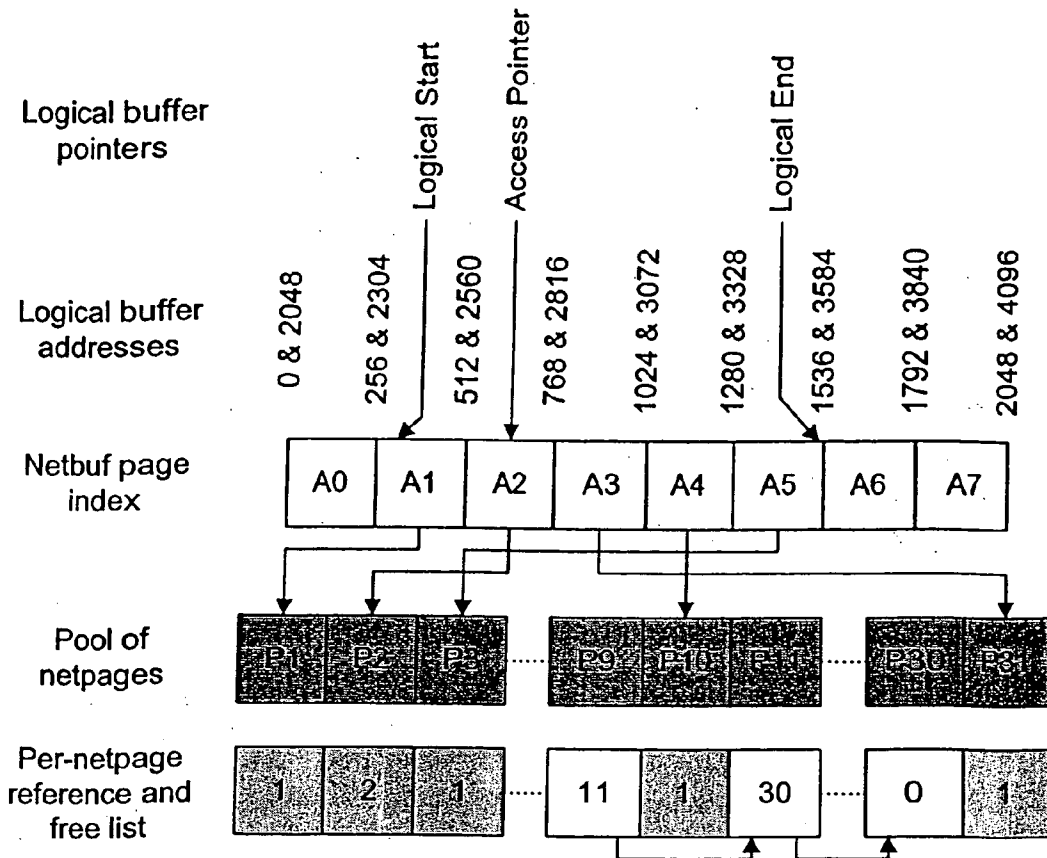 Logical buffer
pointers
Logical Start
Access Pointer
Logical End
Logical buffer
addresses
0 & 2048
256 & 2304
512 & 2560
768 & 2816
1024 & 3072
1280 & 3328
1536 & 3584
1792 & 3840
2048 & 4096
Netbuf page
index
A0
A1
A2
A3
A4
A5
A6
A7
Pool of
netpages
P1
P2
P3
P9
P10
P11
P30
P31
Per-netpage
reference and
free list
1
2
1
11
1
30
0
1